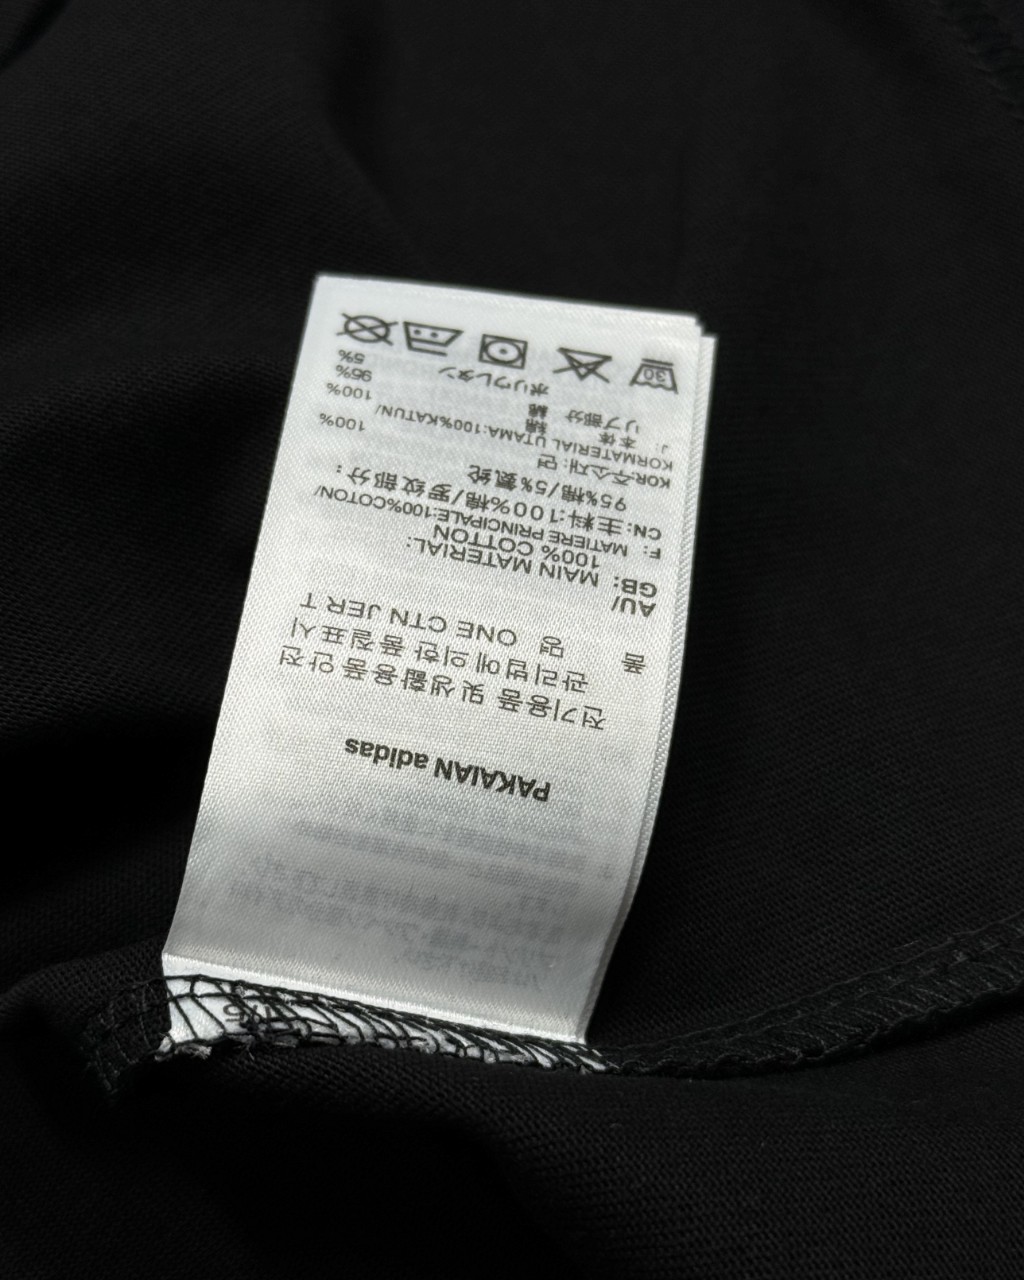 PAKAIAN adidas
전기용품 및 생활용품 안전
관리법에 의한 품질표시
품 명 ONE CTN JER T
AU/
GB: MAIN MATERIAL:
100% COTTON
F: MATIERE PRINCIPALE:100%COTON/
CN: 主料:100%棉/罗纹部分:
95%棉/5%氨纶
KOR:주소재: 면 100%
KORMATERIAL UTAMA:100%KATUN/
J: 本体 綿 100%
リブ部分 綿 95%
ポリウレタン 5%
30